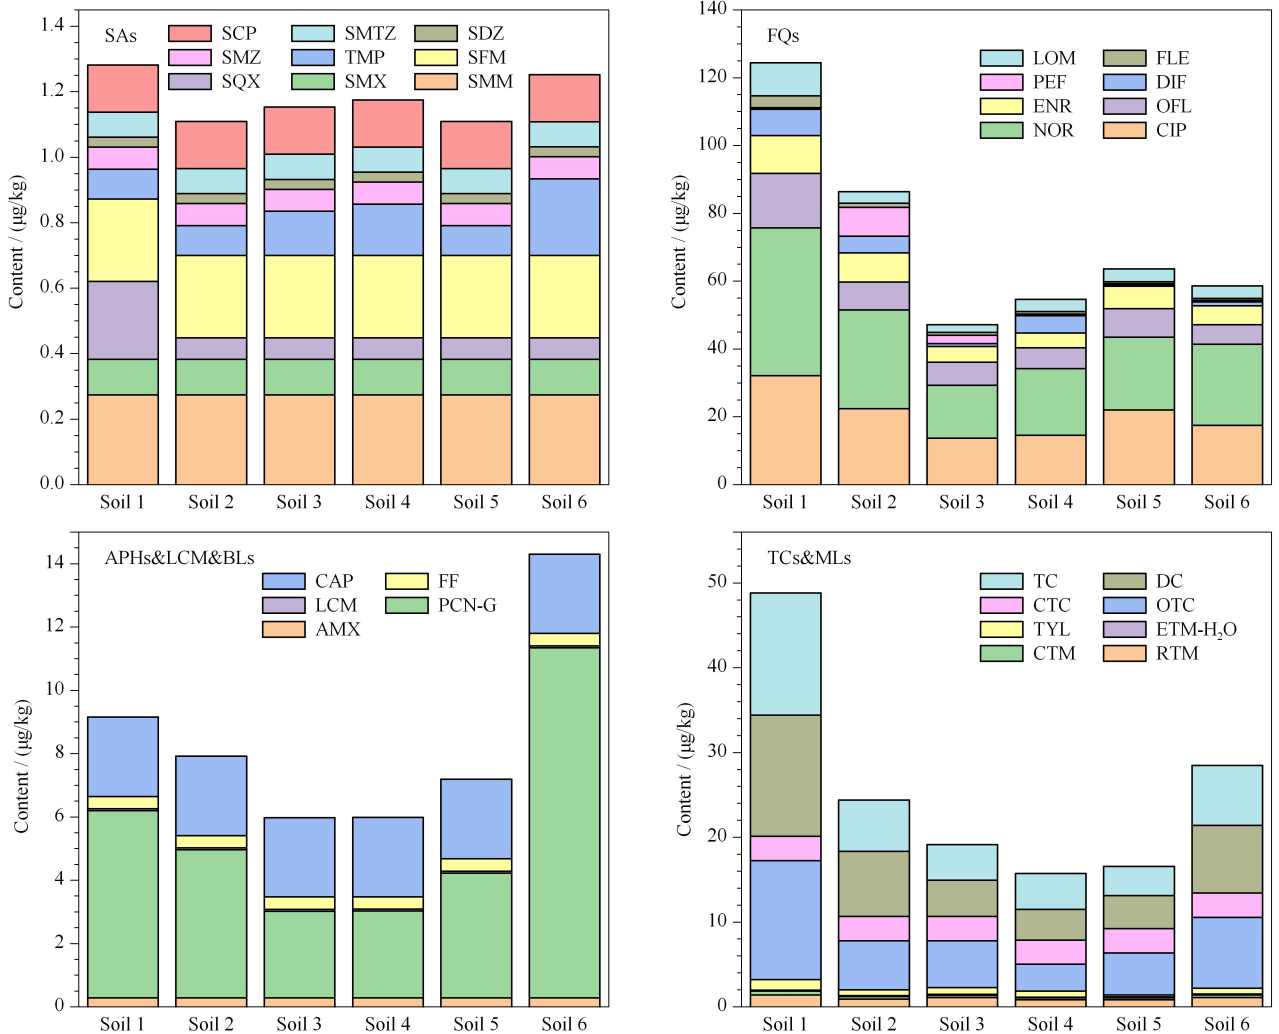 SAs
SCP SMTZ SDZ
SMZ TMP SFM
SQX SMX SMM
Content / (μg/kg)
1.4
1.2
1.0
0.8
0.6
0.4
0.2
0.0
Soil 1 Soil 2 Soil 3 Soil 4 Soil 5 Soil 6
FQs
LOM FLE
PEF DIF
ENR OFL
NOR CIP
Content / (μg/kg)
140
120
100
80
60
40
20
0
Soil 1 Soil 2 Soil 3 Soil 4 Soil 5 Soil 6
APHs&LCM&BLs
CAP FF
LCM PCN-G
AMX
Content / (μg/kg)
14
12
10
8
6
4
2
0
Soil 1 Soil 2 Soil 3 Soil 4 Soil 5 Soil 6
TCs&MLs
TC DC
CTC OTC
TYL ETM-H₂O
CTM RTM
Content / (μg/kg)
50
40
30
20
10
0
Soil 1 Soil 2 Soil 3 Soil 4 Soil 5 Soil 6